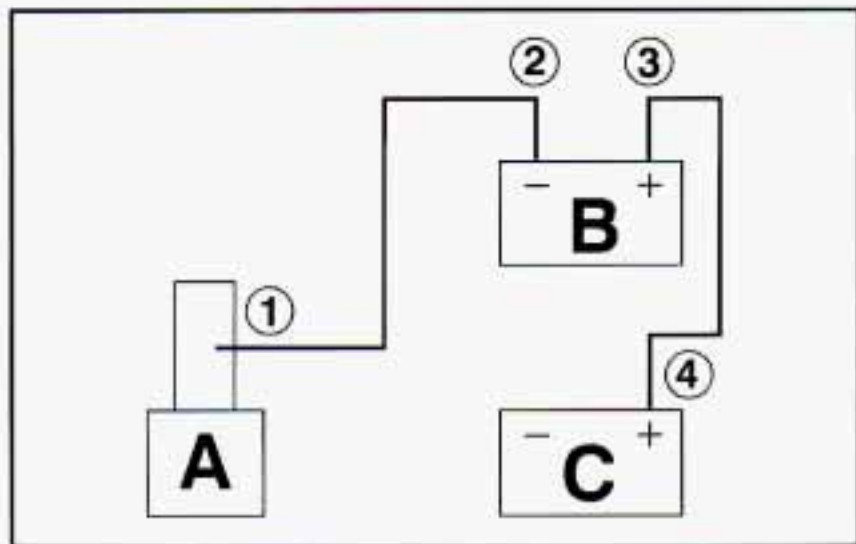 ② ③
− +
B
①
④
− +
A C